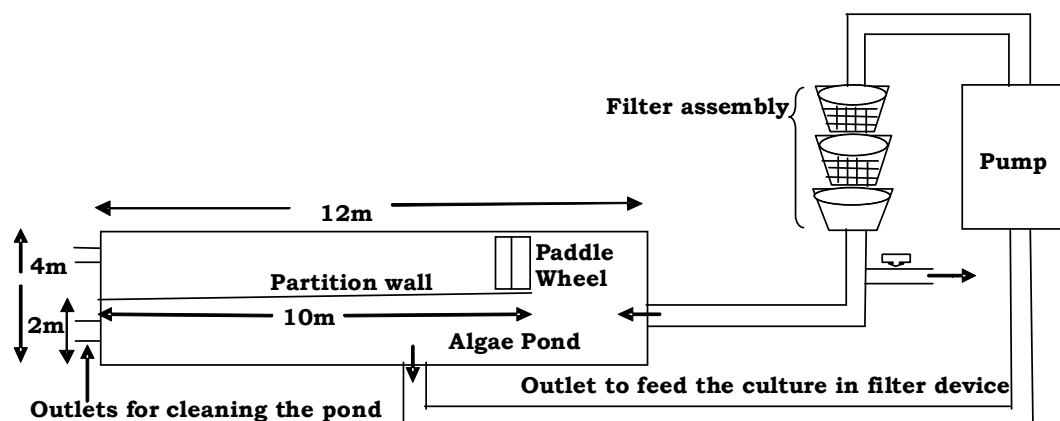 Filter assembly
Pump
12m
4m
Paddle
Wheel
Partition wall
2m
10m
Algae Pond
Outlet to feed the culture in filter device
Outlets for cleaning the pond